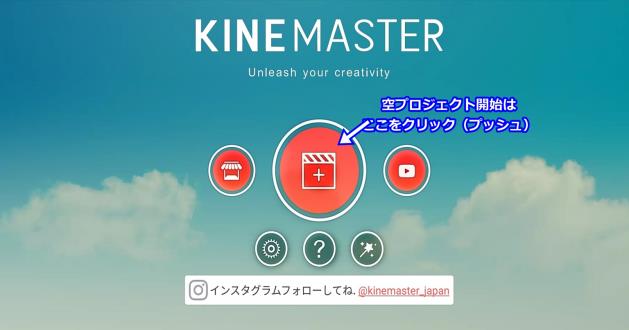 KINEMASTER
Unleash your creativity
空プロジェクト開始は
ここをクリック（プッシュ）
?
インスタグラムフォローしてね. @kinemaster_japan